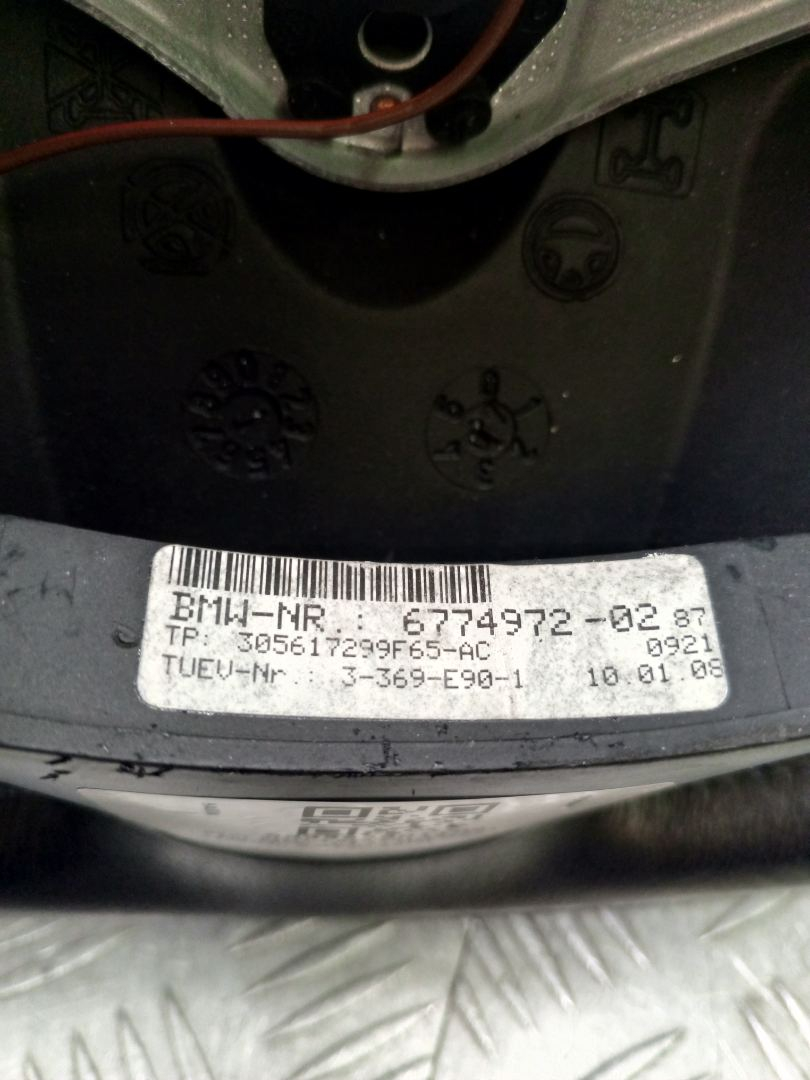 BMW-NR.: 6774972-02 87
TP: 305617299F65-AC 0921
TUEV-Nr.: 3-369-E90-1 10.01.08